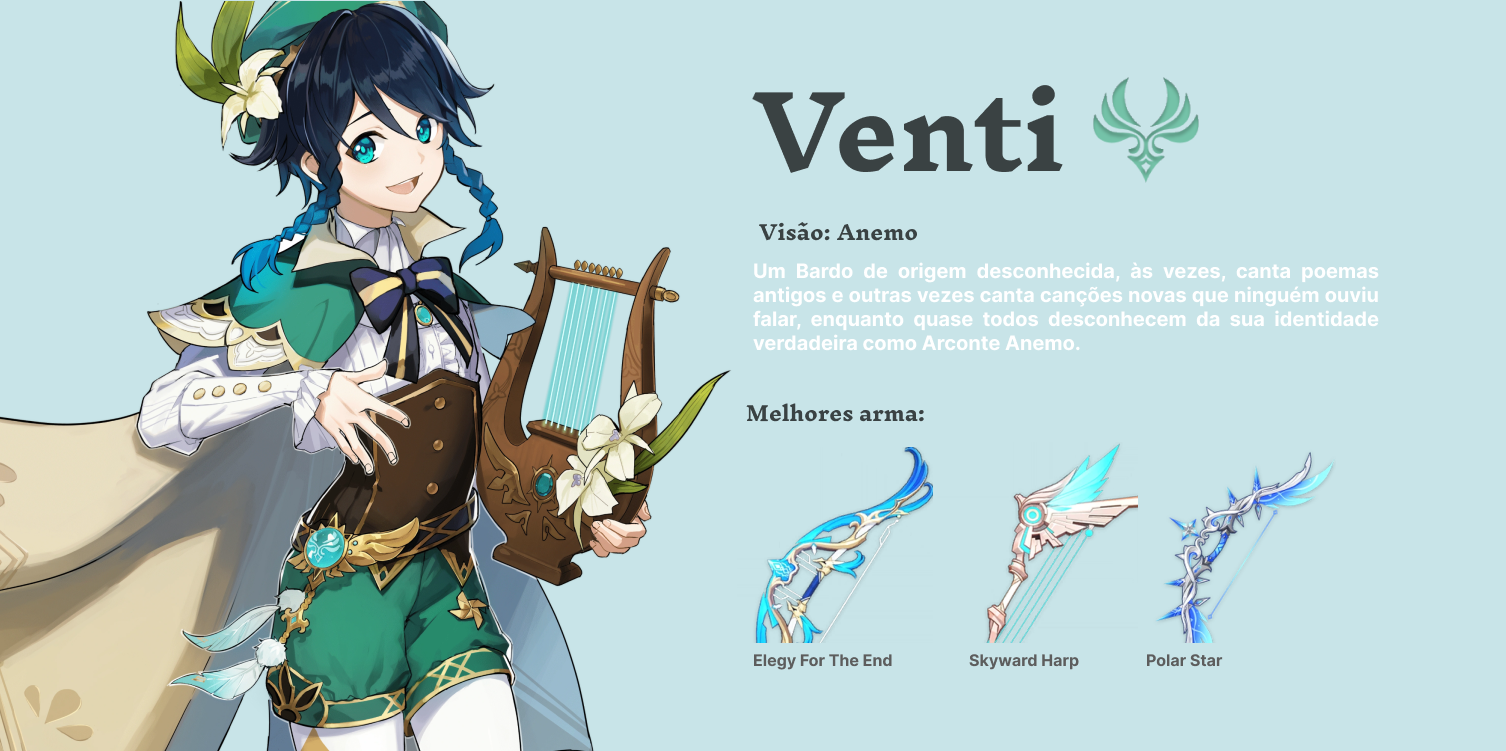 Venti
Visão: Anemo
Um Bardo de origem desconhecida, às vezes, canta poemas
antigos e outras vezes canta canções novas que ninguém ouviu
falar, enquanto quase todos desconhecem da sua identidade
verdadeira como Arconte Anemo.
Melhores arma:
Elegy For The End
Skyward Harp
Polar Star